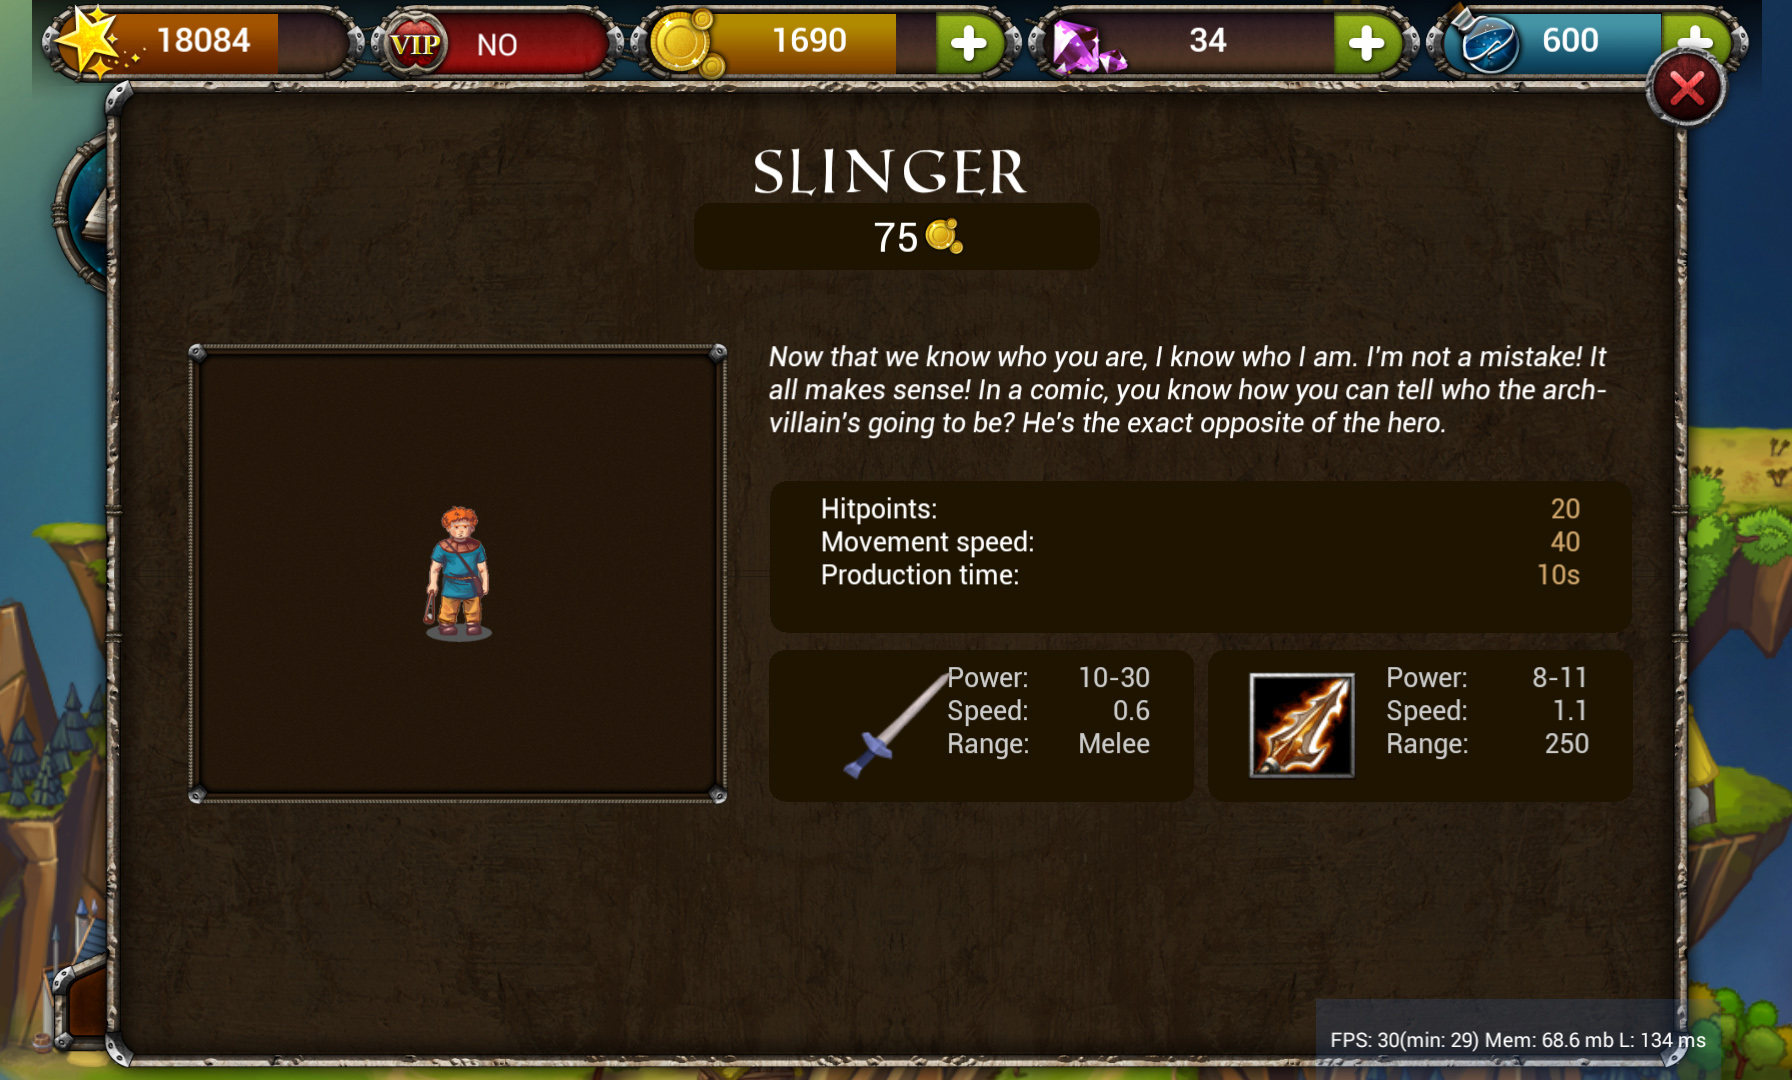 18084
VIP
NO
1690
34
600
SLINGER
75
Now that we know who you are, I know who I am. I'm not a mistake! It
all makes sense! In a comic, you know how you can tell who the arch-
villain's going to be? He's the exact opposite of the hero.
Hitpoints: 20
Movement speed: 40
Production time: 10s
Power: 10-30
Speed: 0.6
Range: Melee
Power: 8-11
Speed: 1.1
Range: 250
FPS: 30(min: 29) Mem: 68.6 mb L: 134 ms